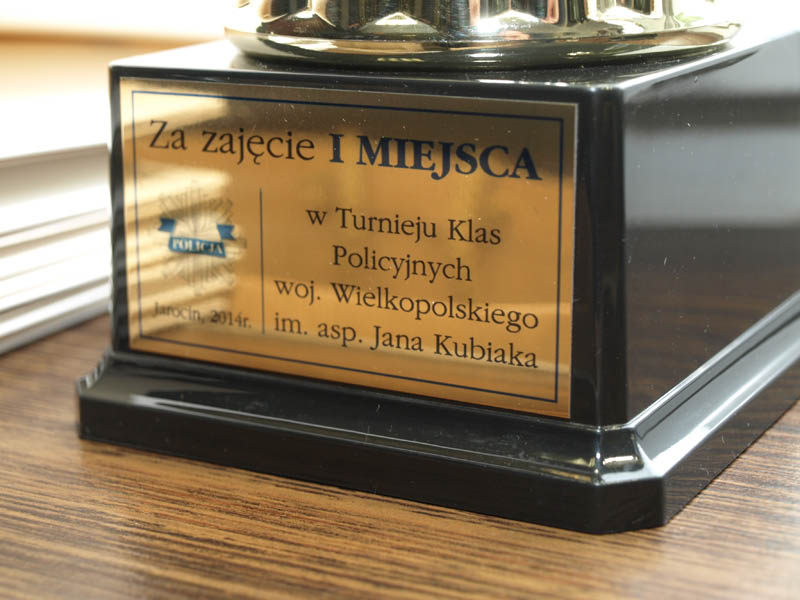 Za zajęcie I MIEJSCA
POLICJA
Jarocin, 2014r.
w Turnieju Klas
Policyjnych
woj. Wielkopolskiego
im. asp. Jana Kubiaka